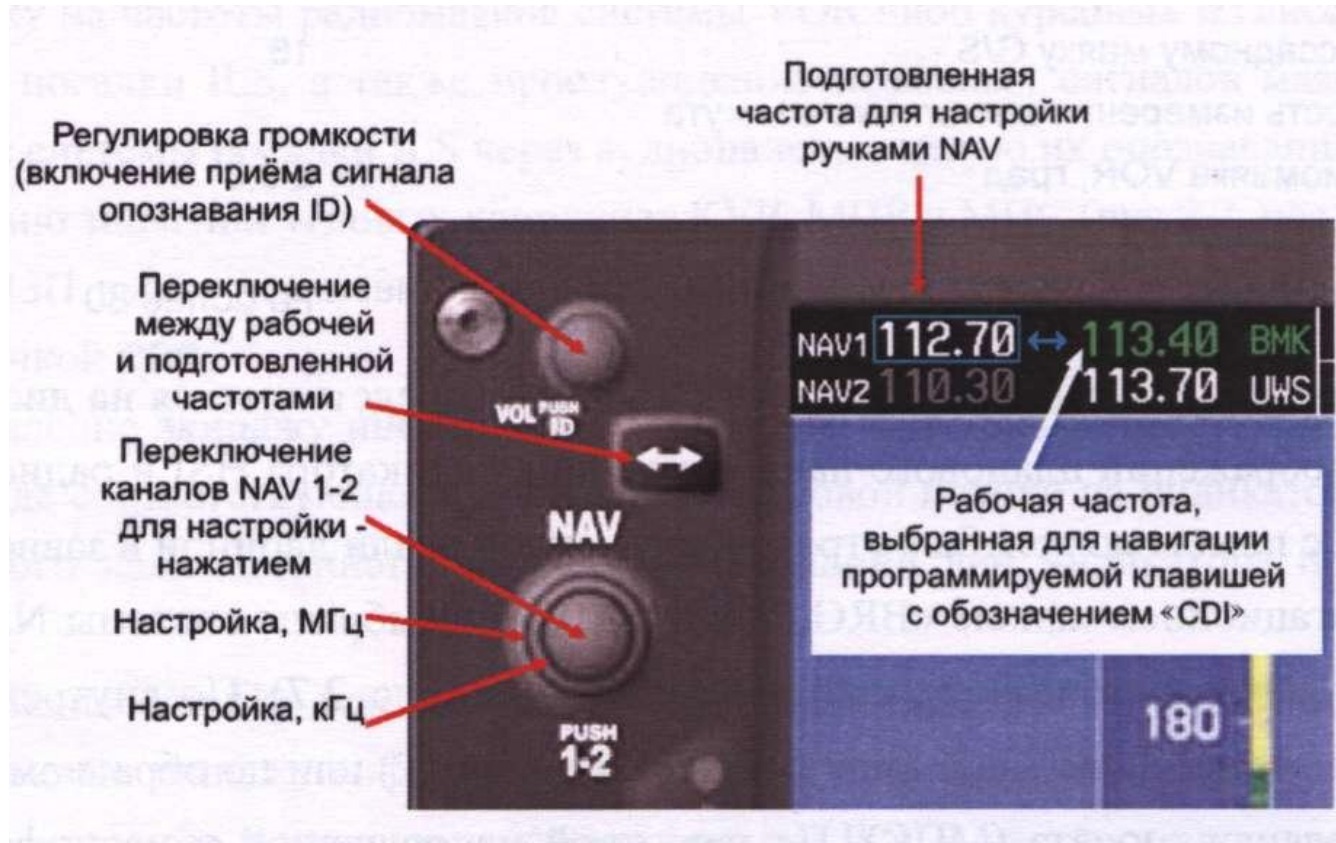 Регулировка громкости
(включение приёма сигнала
опознавания ID)
Переключение
между рабочей
и подготовленной
частотами
Переключение
каналов NAV 1-2
для настройки -
нажатием
Настройка, МГц
Настройка, кГц
Подготовленная
частота для настройки
ручками NAV
VOL PUSH ID
NAV
PUSH
1-2
NAV1 112.70 ↔ 113.40 BMK
NAV2 110.30 113.70 UWS
Рабочая частота,
выбранная для навигации
программируемой клавишей
с обозначением «CDI»
180